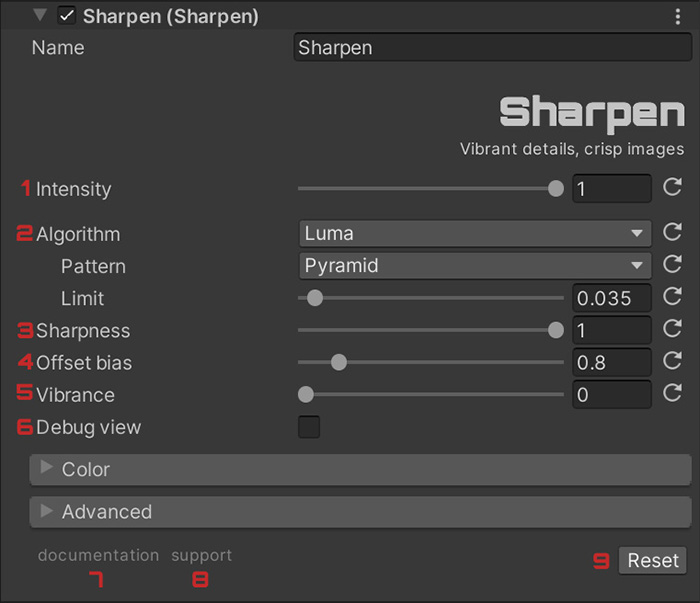 Sharpen (Sharpen)
Name Sharpen
Sharpen
Vibrant details, crisp images
1 Intensity 1
2 Algorithm Luma
Pattern Pyramid
Limit 0.035
3 Sharpness 1
4 Offset bias 0.8
5 Vibrance 0
6 Debug view
Color
Advanced
documentation support 9 Reset
7 8